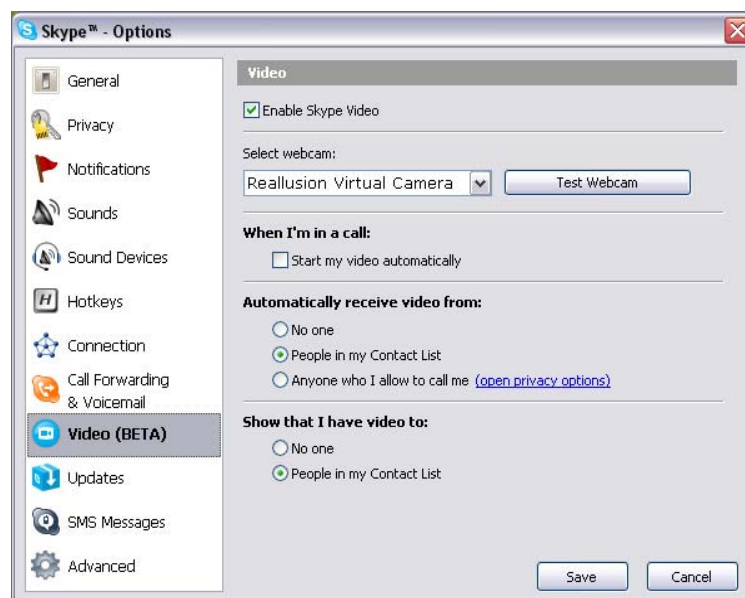 Skype™ - Options
General
Privacy
Notifications
Sounds
Sound Devices
Hotkeys
Connection
Call Forwarding
& Voicemail
Video (BETA)
Updates
SMS Messages
Advanced
Video
Enable Skype Video
Select webcam:
Reallusion Virtual Camera
Test Webcam
When I'm in a call:
Start my video automatically
Automatically receive video from:
No one
People in my Contact List
Anyone who I allow to call me (open privacy options)
Show that I have video to:
No one
People in my Contact List
Save Cancel